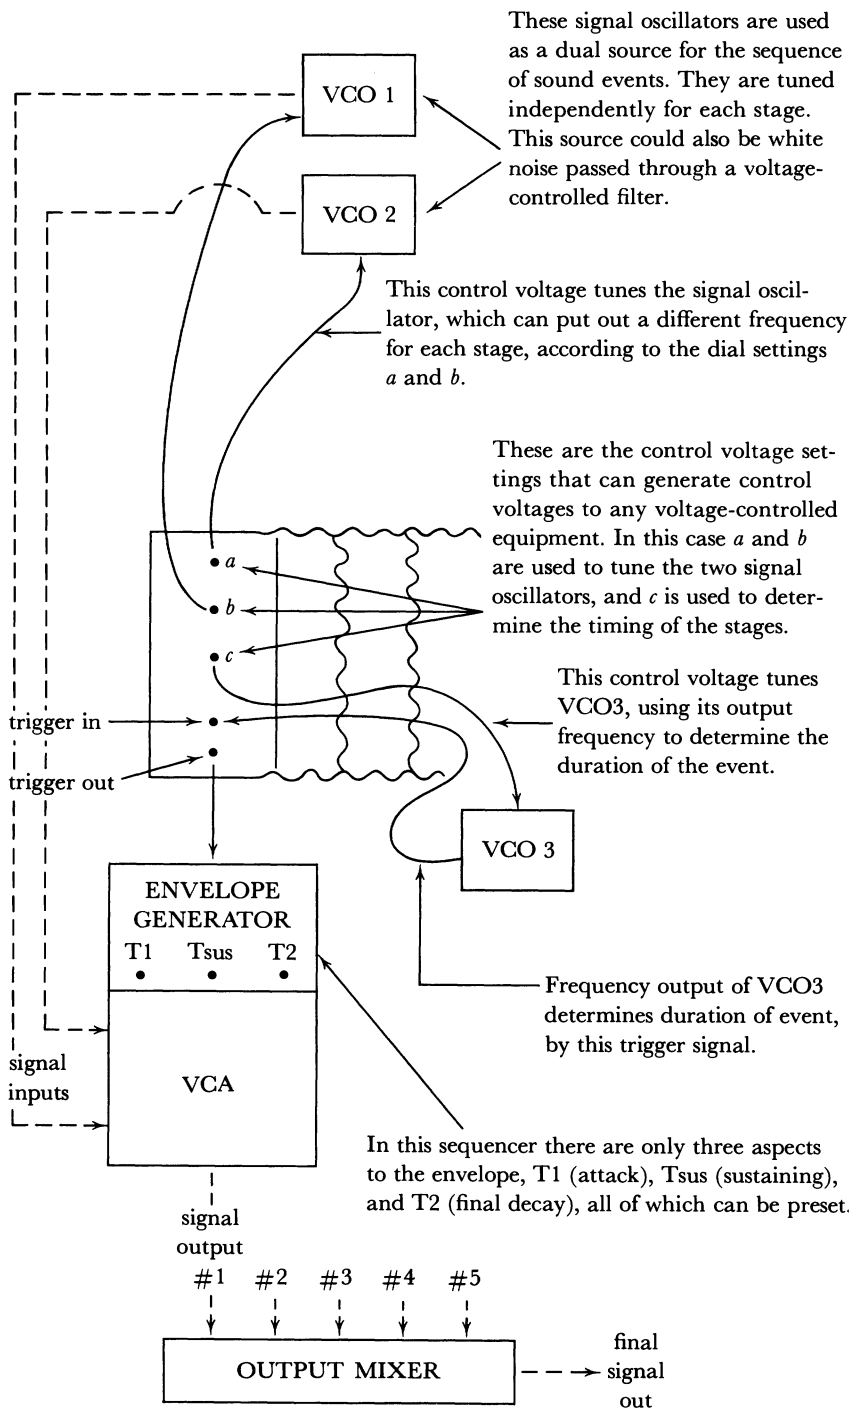 These signal oscillators are used
as a dual source for the sequence
of sound events. They are tuned
independently for each stage.
This source could also be white
noise passed through a voltage-
controlled filter.
VCO 1
VCO 2
This control voltage tunes the signal oscil-
lator, which can put out a different frequency
for each stage, according to the dial settings
a and b.
These are the control voltage set-
tings that can generate control
voltages to any voltage-controlled
equipment. In this case a and b
are used to tune the two signal
oscillators, and c is used to deter-
mine the timing of the stages.
a
b
c
This control voltage tunes
VCO3, using its output
frequency to determine the
duration of the event.
trigger in
trigger out
VCO 3
ENVELOPE
GENERATOR
T1 Tsus T2
Frequency output of VCO3
determines duration of event,
by this trigger signal.
signal
inputs
VCA
In this sequencer there are only three aspects
to the envelope, T1 (attack), Tsus (sustaining),
and T2 (final decay), all of which can be preset.
signal
output
#1 #2 #3 #4 #5
OUTPUT MIXER
final
signal
out